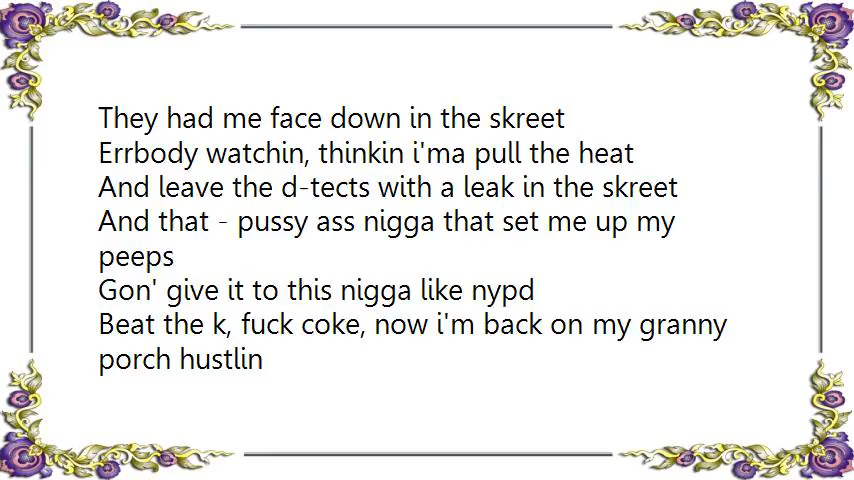 They had me face down in the skreet
Errbody watchin, thinkin i'ma pull the heat
And leave the d-tects with a leak in the skreet
And that - pussy ass nigga that set me up my
peeps
Gon' give it to this nigga like nypd
Beat the k, fuck coke, now i'm back on my granny
porch hustlin